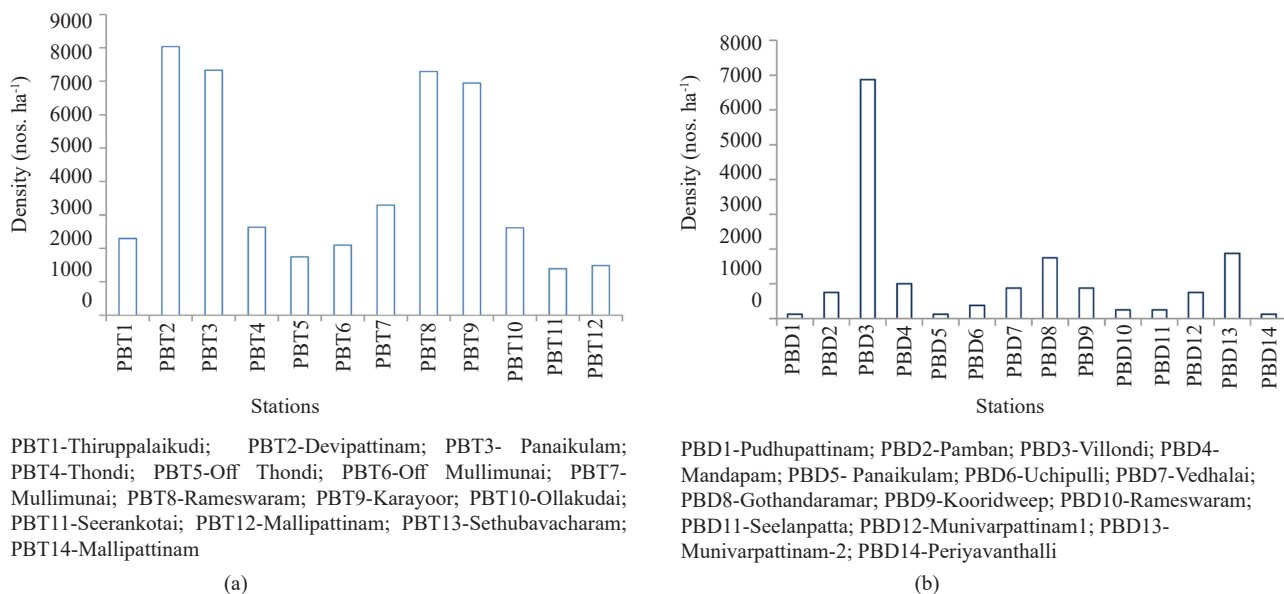 9000
8000
7000
6000
5000
4000
3000
2000
1000
0
Density (nos. ha⁻¹)
PBT1
PBT2
PBT3
PBT4
PBT5
PBT6
PBT7
PBT8
PBT9
PBT10
PBT11
PBT12
Stations
PBT1-Thiruppalaikudi; PBT2-Devipattinam; PBT3- Panaikulam;
PBT4-Thondi; PBT5-Off Thondi; PBT6-Off Mullimunai; PBT7-
Mullimunai; PBT8-Rameswaram; PBT9-Karayoor; PBT10-Ollakudai;
PBT11-Seerankotai; PBT12-Mallipattinam; PBT13-Sethubavacharam;
PBT14-Mallipattinam
(a)
8000
7000
6000
5000
4000
3000
2000
1000
0
Density (nos. ha⁻¹)
PBD1
PBD2
PBD3
PBD4
PBD5
PBD6
PBD7
PBD8
PBD9
PBD10
PBD11
PBD12
PBD13
PBD14
Stations
PBD1-Pudhupattinam; PBD2-Pamban; PBD3-Villondi; PBD4-
Mandapam; PBD5- Panaikulam; PBD6-Uchipulli; PBD7-Vedhalai;
PBD8-Gothandaramar; PBD9-Kooridweep; PBD10-Rameswaram;
PBD11-Seelanpatta; PBD12-Munivarpattinam1; PBD13-
Munivarpattinam-2; PBD14-Periyavanthalli
(b)